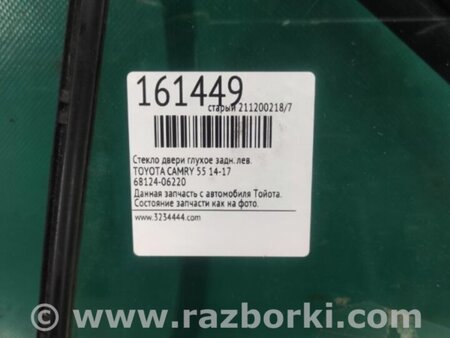 161449
старый 211200218/7
Стекло двери глухое задн.лев.
TOYOTA CAMRY 55 14-17
68124-06220
Данная запчасть с автомобиля Тойота.
Состояние запчасти как на фото.
www.3234444.com
© www.razborki.com